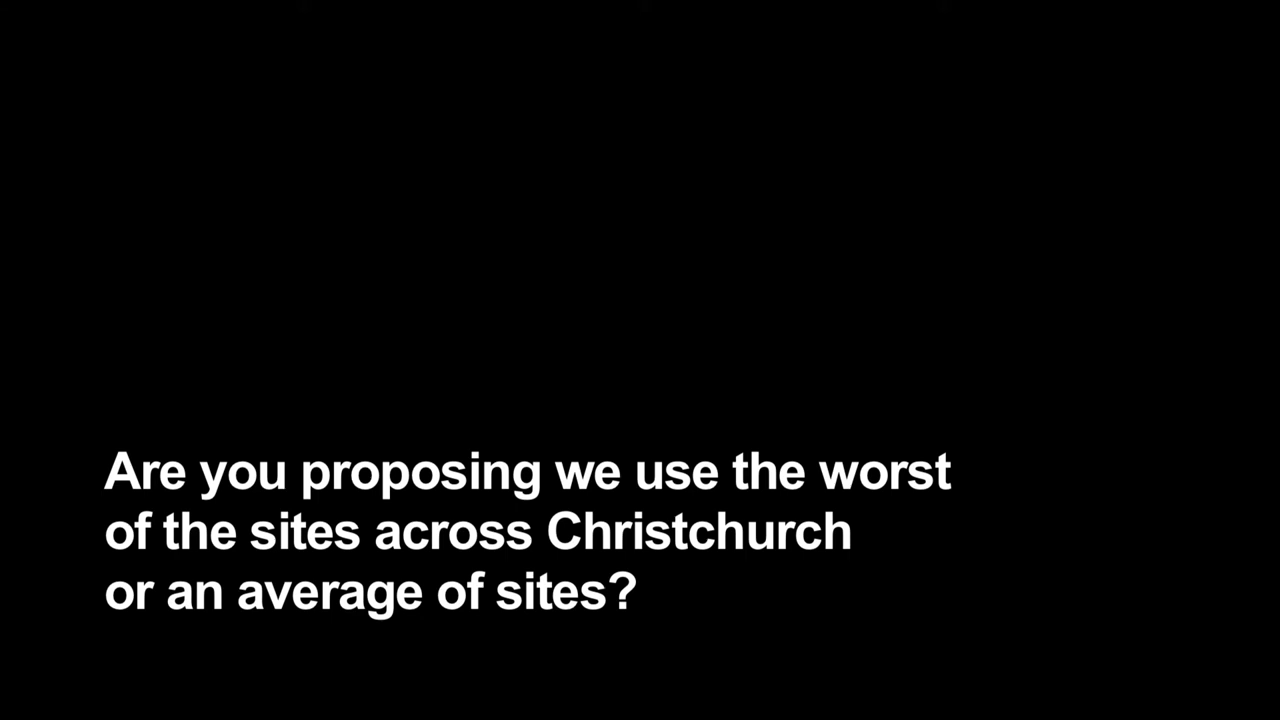 Are you proposing we use the worst
of the sites across Christchurch
or an average of sites?